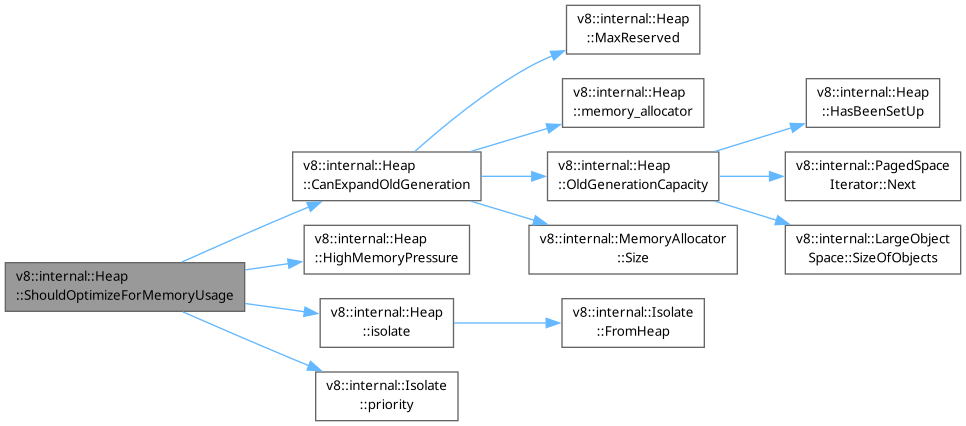 v8::internal::Heap
::MaxReserved
v8::internal::Heap
::memory_allocator
v8::internal::Heap
::HasBeenSetUp
v8::internal::Heap
::CanExpandOldGeneration
v8::internal::Heap
::OldGenerationCapacity
v8::internal::PagedSpace
Iterator::Next
v8::internal::Heap
::HighMemoryPressure
v8::internal::MemoryAllocator
::Size
v8::internal::LargeObject
Space::SizeOfObjects
v8::internal::Heap
::ShouldOptimizeForMemoryUsage
v8::internal::Heap
::isolate
v8::internal::Isolate
::FromHeap
v8::internal::Isolate
::priority